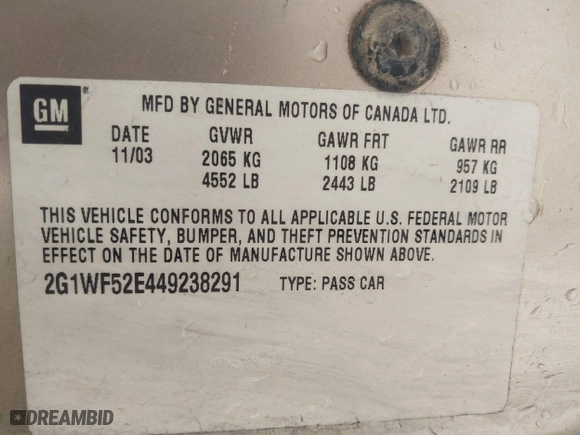 GM ®
MFD BY GENERAL MOTORS OF CANADA LTD.
DATE GVWR GAWR FRT GAWR RR
11/03 2065 KG 1108 KG 957 KG
4552 LB 2443 LB 2109 LB
THIS VEHICLE CONFORMS TO ALL APPLICABLE U.S. FEDERAL MOTOR
VEHICLE SAFETY, BUMPER, AND THEFT PREVENTION STANDARDS IN
EFFECT ON THE DATE OF MANUFACTURE SHOWN ABOVE.
2G1WF52E449238291 TYPE: PASS CAR
DREAMBID